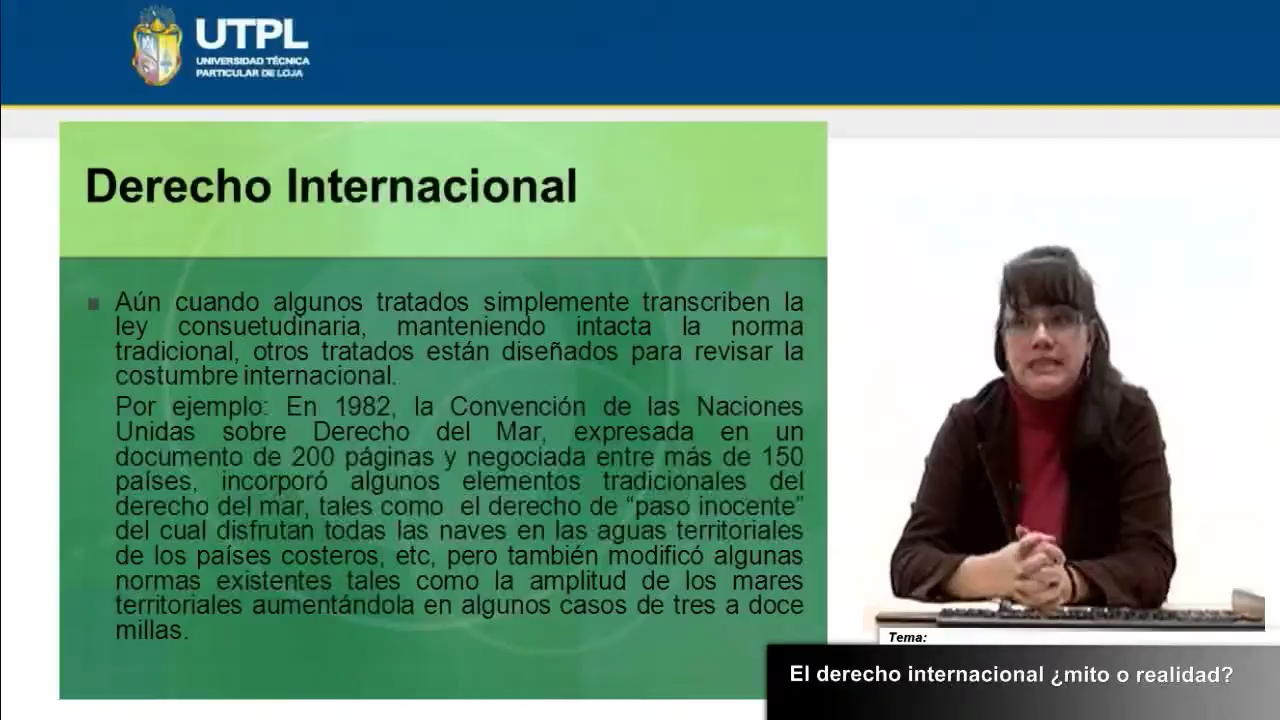 UTPL
UNIVERSIDAD TÉCNICA
PARTICULAR DE LOJA
Derecho Internacional
Aún cuando algunos tratados simplemente transcriben la
ley consuetudinaria, manteniendo intacta la norma
tradicional, otros tratados están diseñados para revisar la
costumbre internacional.
Por ejemplo: En 1982, la Convención de las Naciones
Unidas sobre Derecho del Mar, expresada en un
documento de 200 páginas y negociada entre más de 150
países, incorporó algunos elementos tradicionales del
derecho del mar, tales como el derecho de “paso inocente”
del cual disfrutan todas las naves en las aguas territoriales
de los países costeros, etc, pero también modificó algunas
normas existentes tales como la amplitud de los mares
territoriales aumentándola en algunos casos de tres a doce
millas.
Tema:
El derecho internacional ¿mito o realidad?